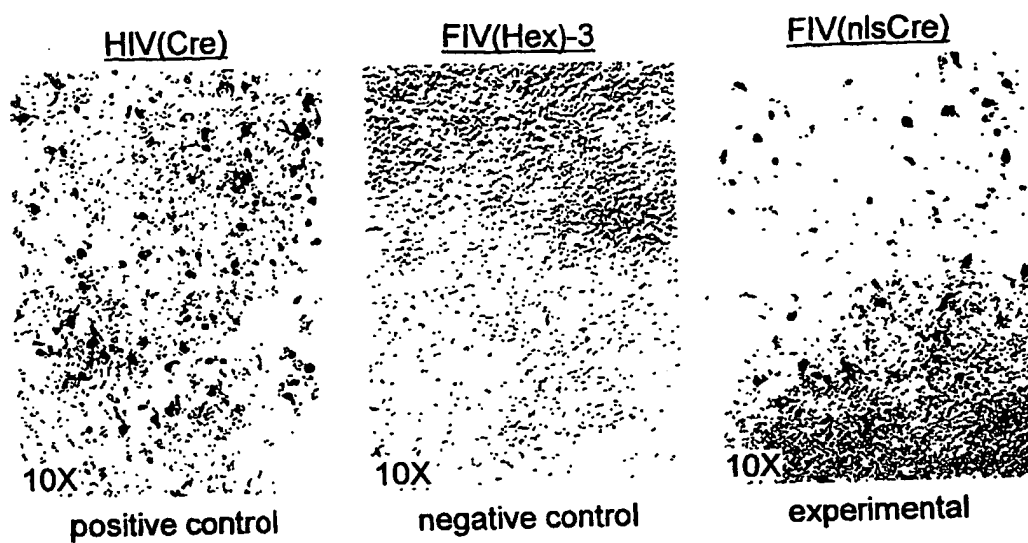 HIV(Cre)
FIV(Hex)-3
FIV(nlsCre)
10X
10X
10X
positive control
negative control
experimental